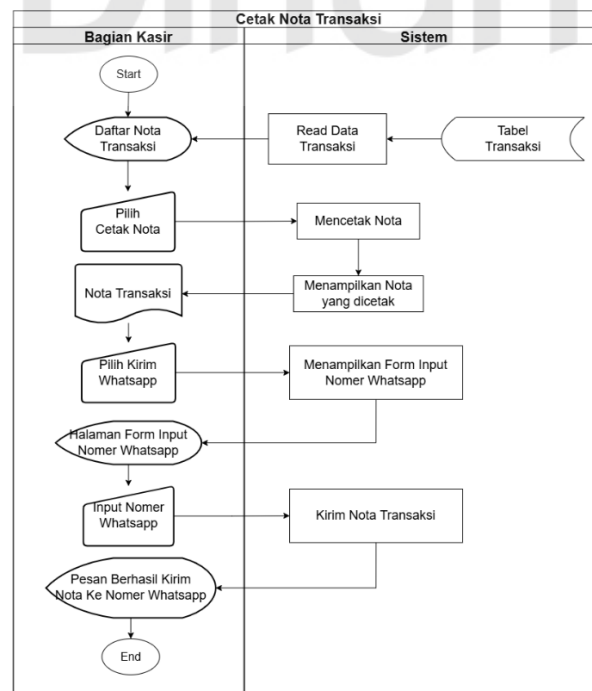 Cetak Nota Transaksi
Bagian Kasir
Sistem
Start
Daftar Nota
Transaksi
Read Data
Transaksi
Tabel
Transaksi
Pilih
Cetak Nota
Mencetak Nota
Nota Transaksi
Menampilkan Nota
yang dicetak
Pilih Kirim
Whatsapp
Menampilkan Form Input
Nomer Whatsapp
Halaman Form Input
Nomer Whatsapp
Input Nomer
Whatsapp
Kirim Nota Transaksi
Pesan Berhasil Kirim
Nota Ke Nomer Whatsapp
End